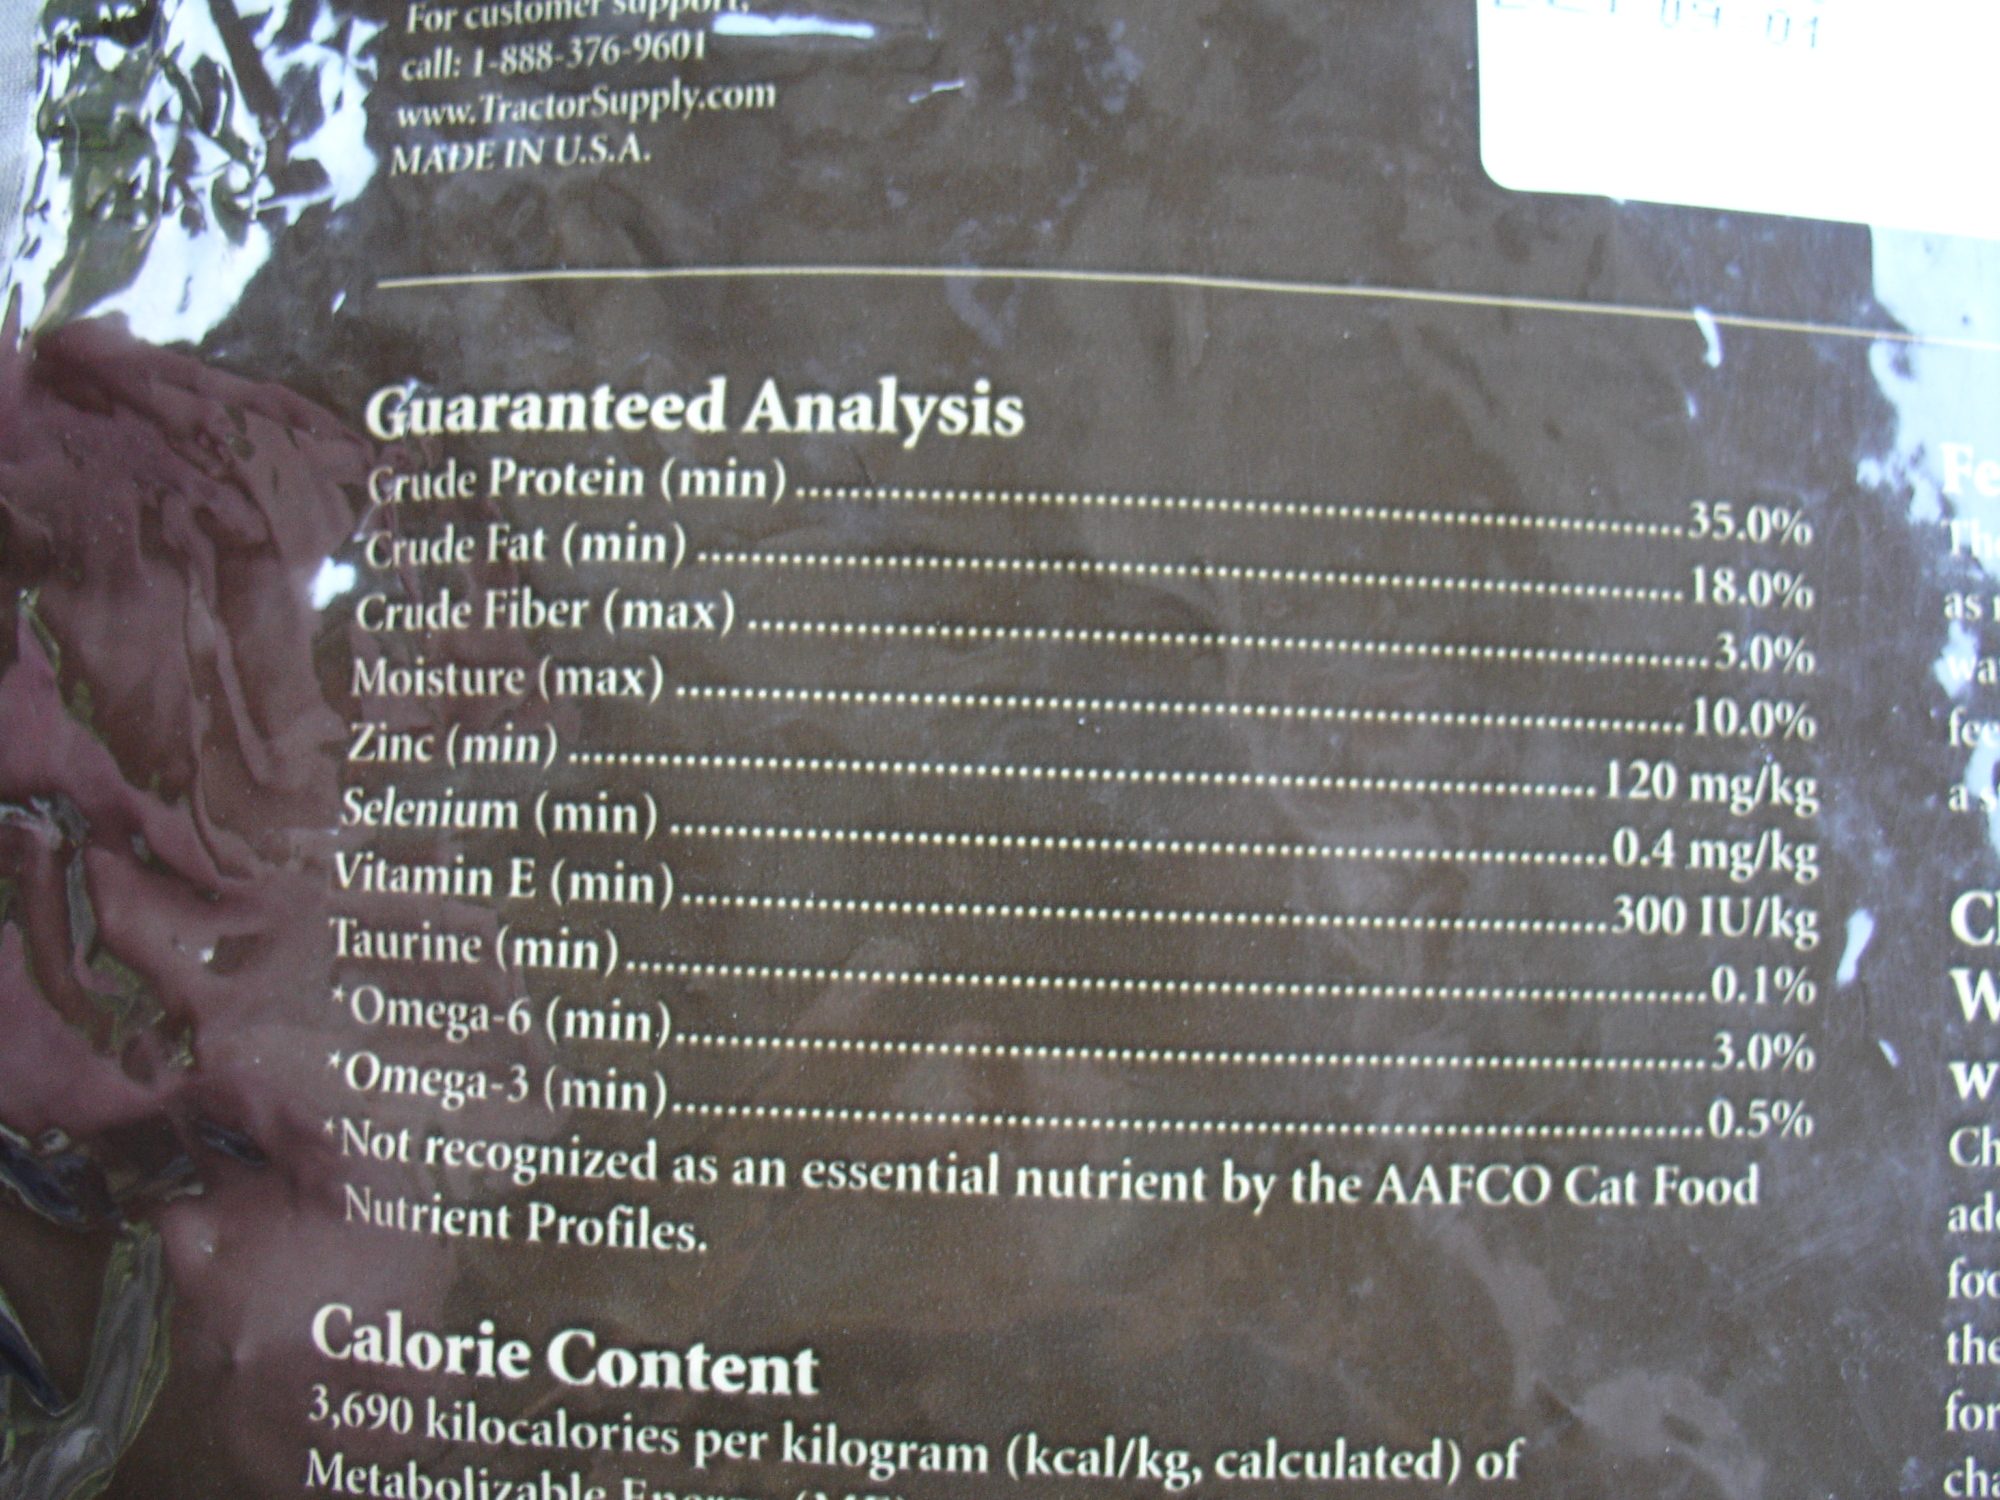 For customer support,
call: 1-888-376-9601
www.TractorSupply.com
MADE IN U.S.A.
09 01
Guaranteed Analysis
Crude Protein (min)...35.0%
Crude Fat (min)...18.0%
Crude Fiber (max)...3.0%
Moisture (max)...10.0%
Zinc (min)...120 mg/kg
Selenium (min)...0.4 mg/kg
Vitamin E (min)...300 IU/kg
Taurine (min)...0.1%
*Omega-6 (min.)...3.0%
*Omega-3 (min)...0.5%
*Not recognized as an essential nutrient by the AAFCO Cat Food
Nutrient Profiles.
Calorie Content
3,690 kilocalories per kilogram (kcal/kg, calculated) of
Metabolizable Energy